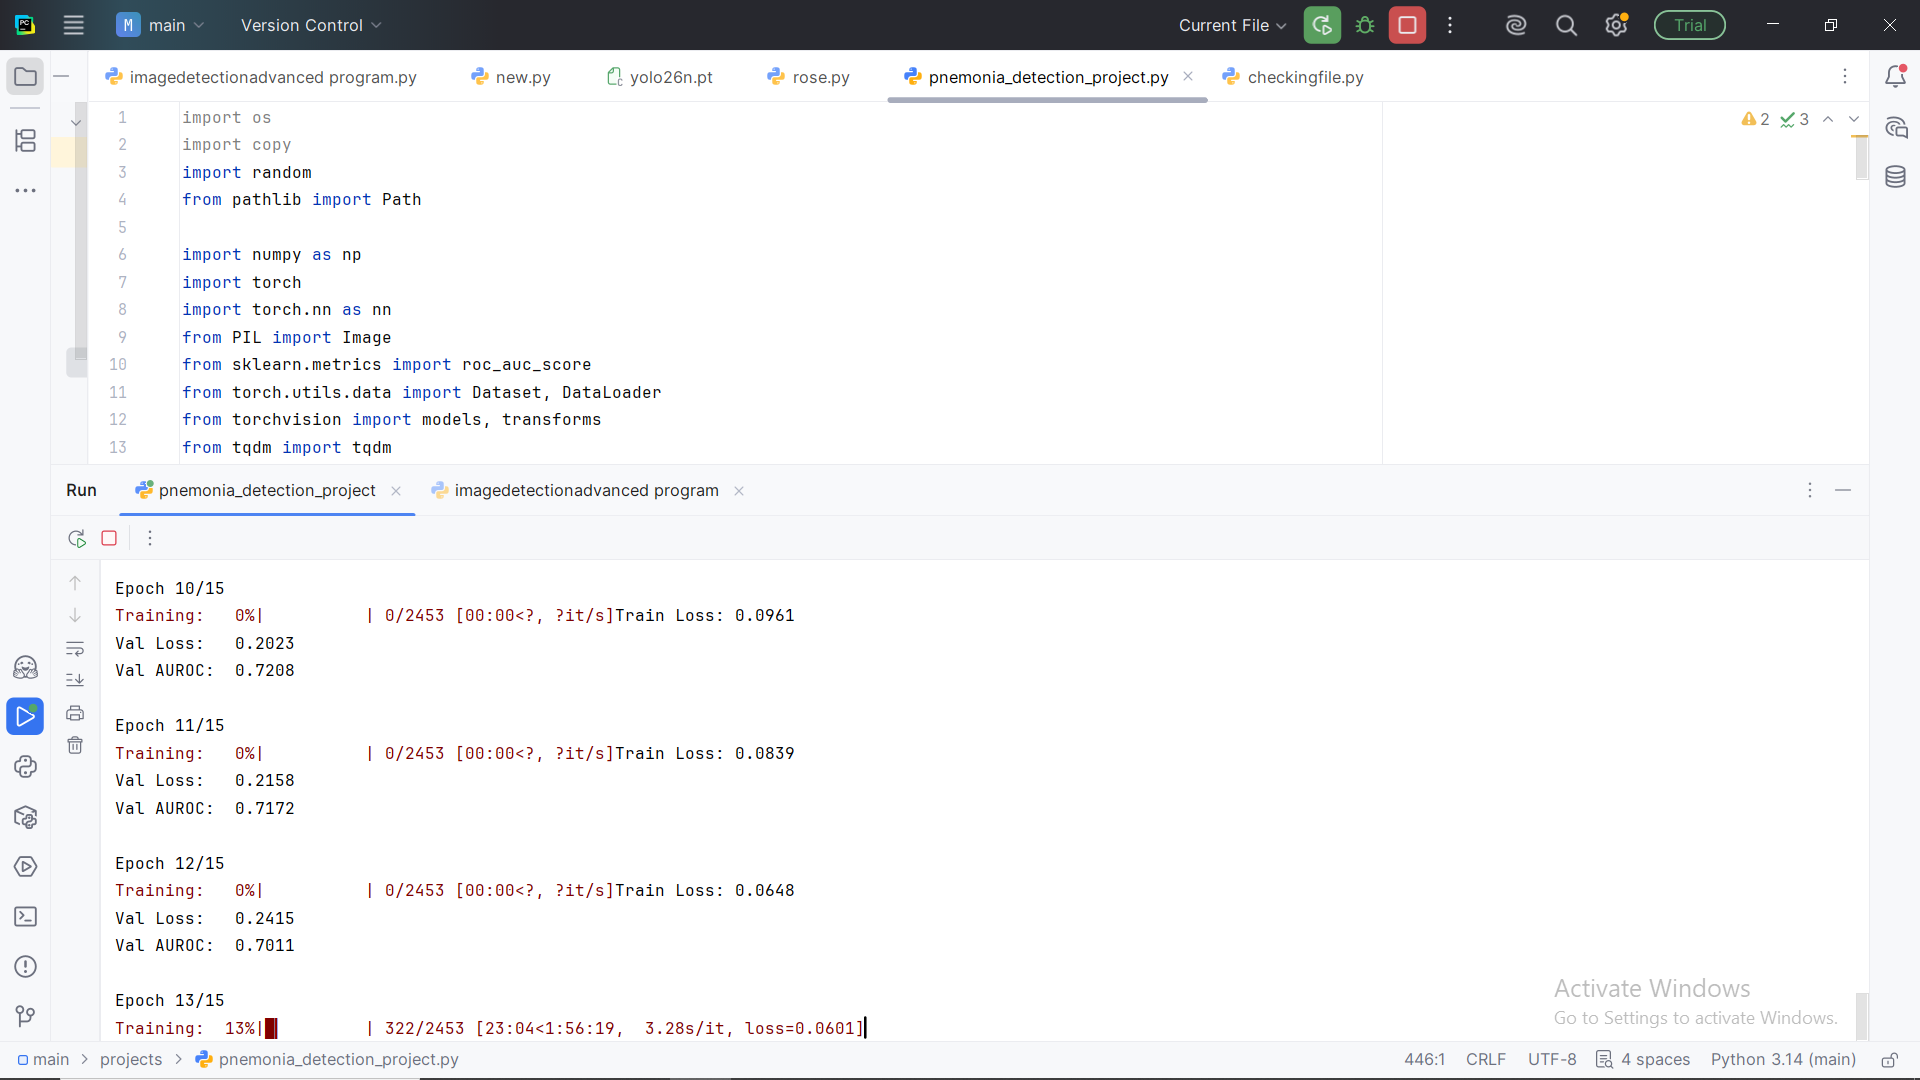 M main Version Control Current File Trial
imagedetectionadvanced program.py new.py yolo26n.pt rose.py pnemonia_detection_project.py checkingfile.py
1 import os 2 3
2 import copy
3 import random
4 from pathlib import Path
5
6 import numpy as np
7 import torch
8 import torch.nn as nn
9 from PIL import Image
10 from sklearn.metrics import roc_auc_score
11 from torch.utils.data import Dataset, DataLoader
12 from torchvision import models, transforms
13 from tqdm import tqdm
Run pnemonia_detection_project imagedetectionadvanced program
Epoch 10/15
Training:   0%|          | 0/2453 [00:00<?, ?it/s]Train Loss: 0.0961
Val Loss:   0.2023
Val AUROC:  0.7208
Epoch 11/15
Training:   0%|          | 0/2453 [00:00<?, ?it/s]Train Loss: 0.0839
Val Loss:   0.2158
Val AUROC:  0.7172
Epoch 12/15
Training:   0%|          | 0/2453 [00:00<?, ?it/s]Train Loss: 0.0648
Val Loss:   0.2415
Val AUROC:  0.7011
Epoch 13/15
Training:  13%|█         | 322/2453 [23:04<1:56:19,  3.28s/it, loss=0.0601]
Activate Windows
Go to Settings to activate Windows.
main > projects > pnemonia_detection_project.py 446:1 CRLF UTF-8 4 spaces Python 3.14 (main)